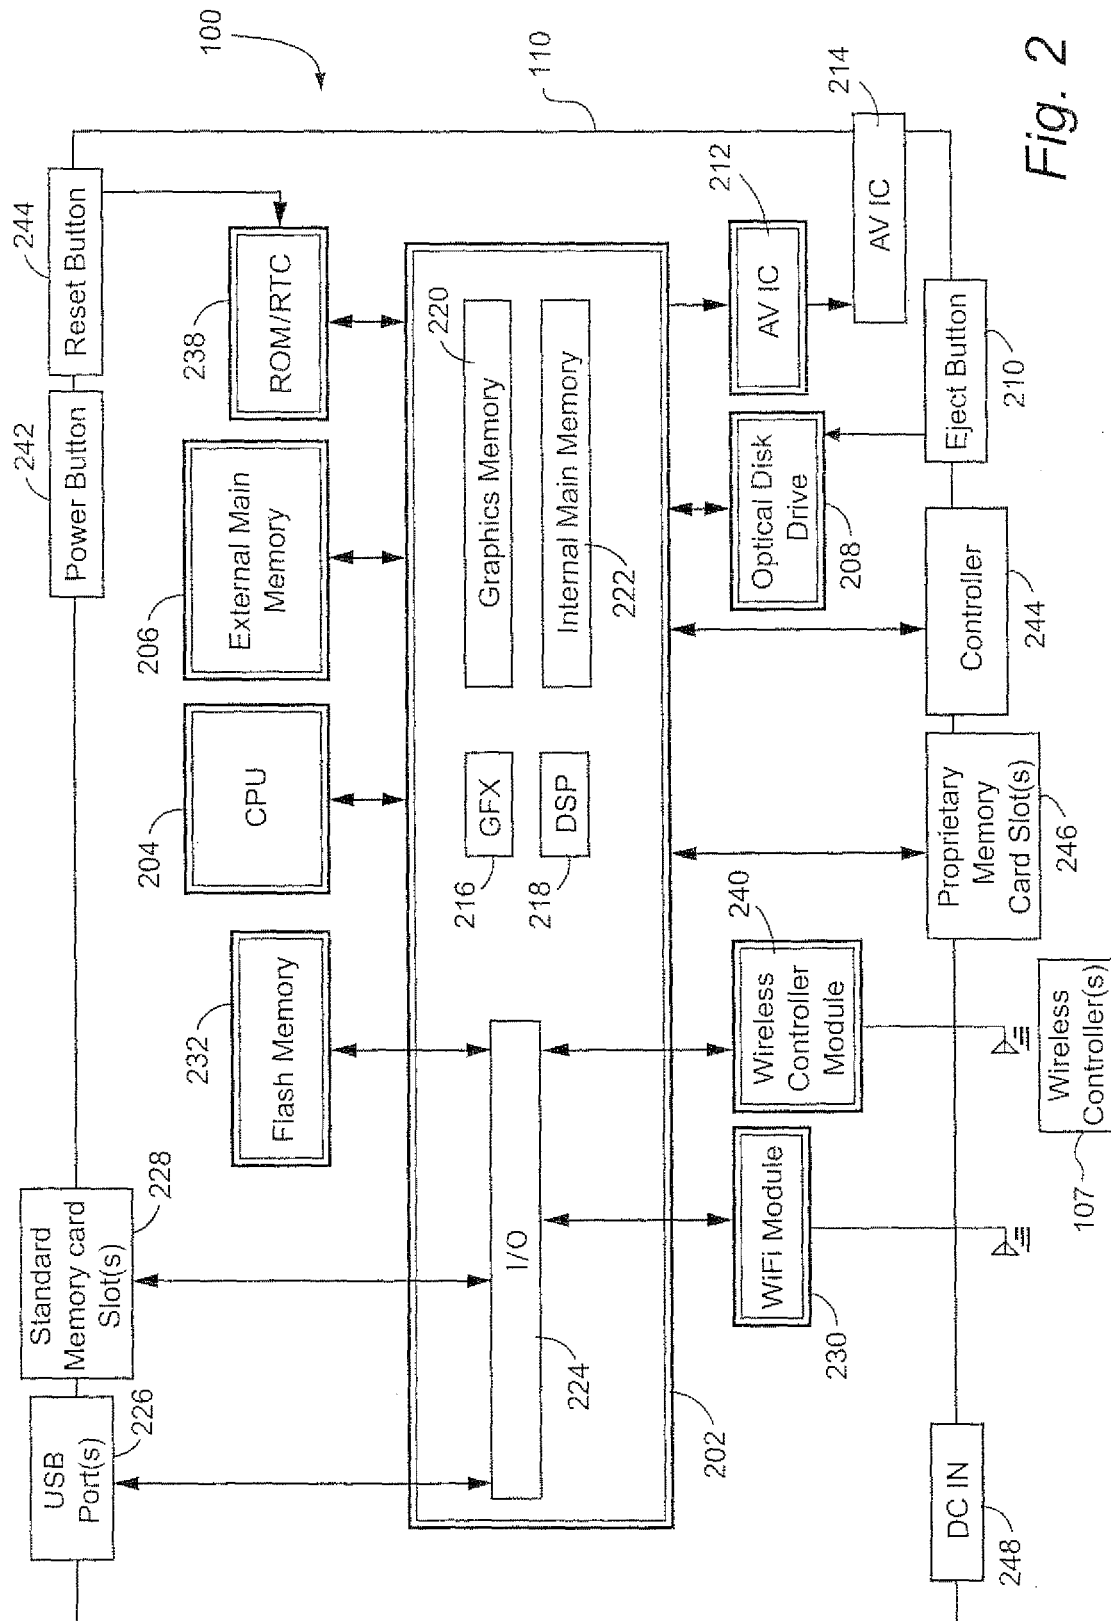 USB
Port(s)
226
Standard
Memory card
Slot(s)
228
242
Power Button
244
Reset Button
100
232
Flash Memory
204
CPU
206
External Main
Memory
238
ROM/RTC
110
I/O
224
216
GFX
218
DSP
Graphics Memory
220
Internal Main Memory
222
202
WiFi Module
230
Wireless
Controller
Module
240
Optical Disk
Drive
208
AV IC
212
AV IC
214
DC IN
248
Proprietary
Memory
Card Slot(s)
246
Controller
244
Eject Button
210
Wireless
Controller(s)
107
Fig. 2